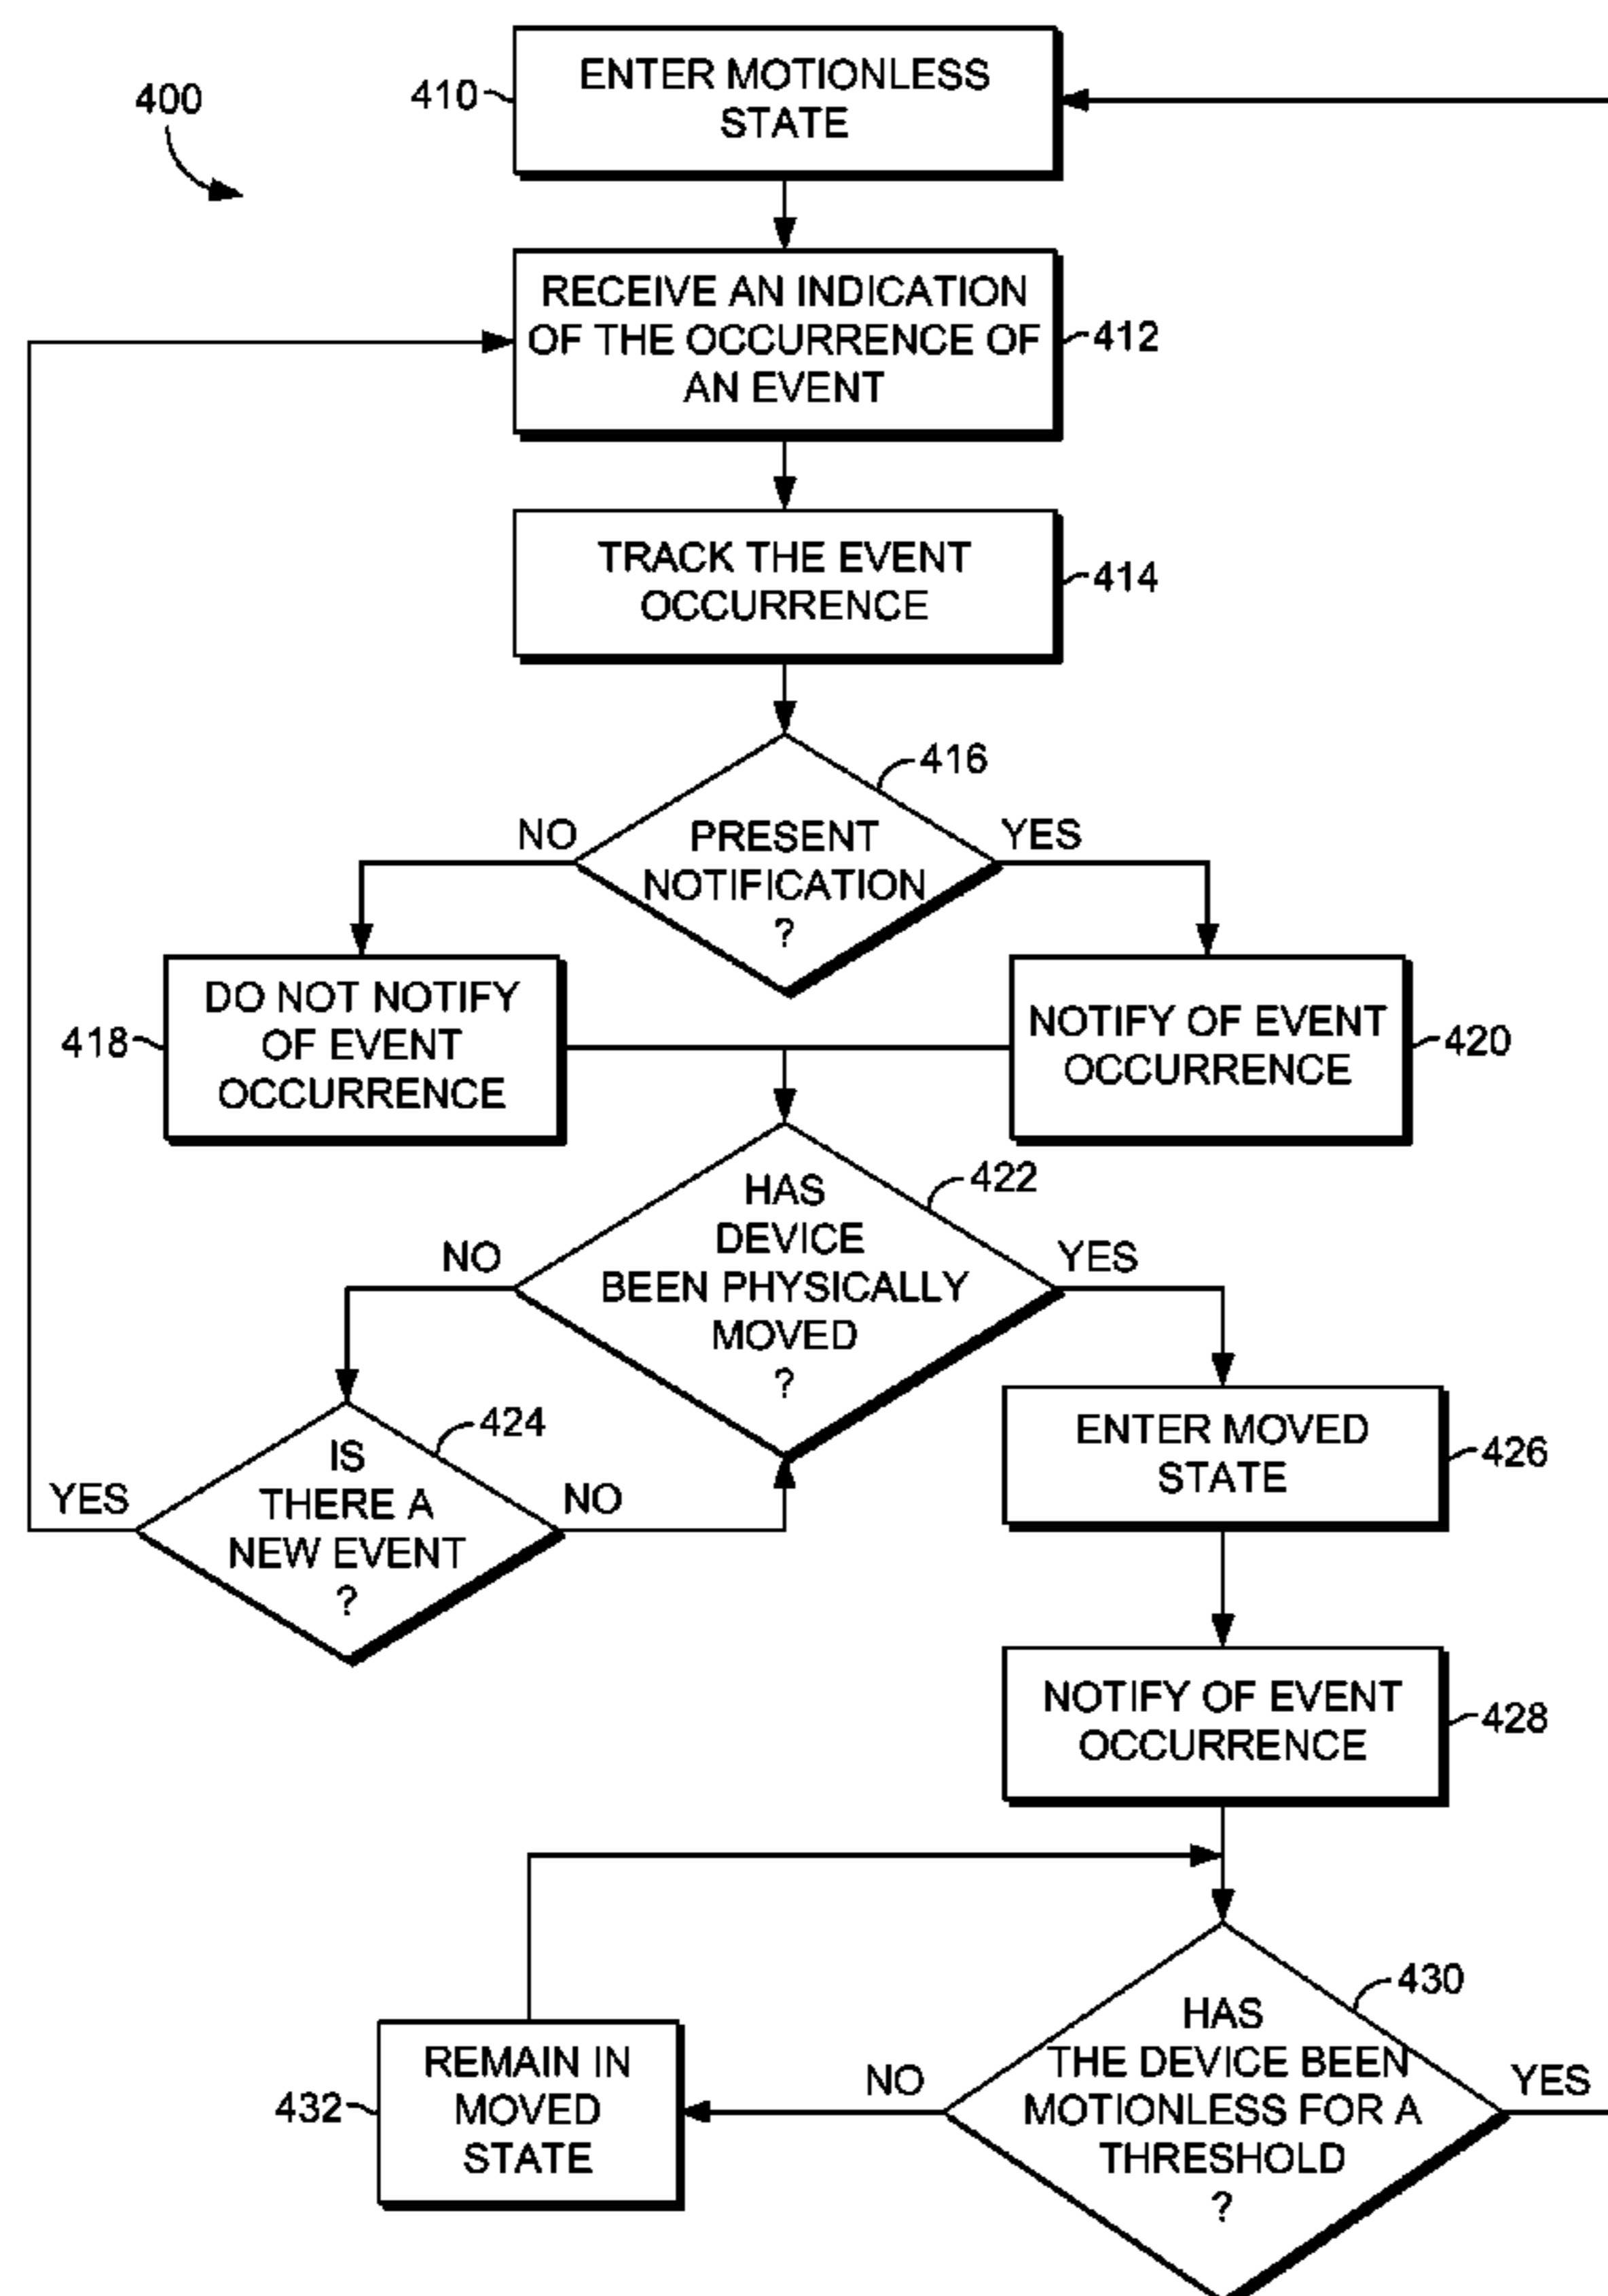 400
410
ENTER MOTIONLESS
STATE
RECEIVE AN INDICATION
OF THE OCCURRENCE OF
AN EVENT
412
TRACK THE EVENT
OCCURRENCE
414
416
NO
PRESENT
NOTIFICATION
?
YES
418
DO NOT NOTIFY
OF EVENT
OCCURRENCE
NOTIFY OF EVENT
OCCURRENCE
420
422
NO
HAS
DEVICE
BEEN PHYSICALLY
MOVED
?
YES
424
YES
IS
THERE A
NEW EVENT
?
NO
ENTER MOVED
STATE
426
NOTIFY OF EVENT
OCCURRENCE
428
430
NO
HAS
THE DEVICE BEEN
MOTIONLESS FOR A
THRESHOLD
?
YES
432
REMAIN IN
MOVED
STATE